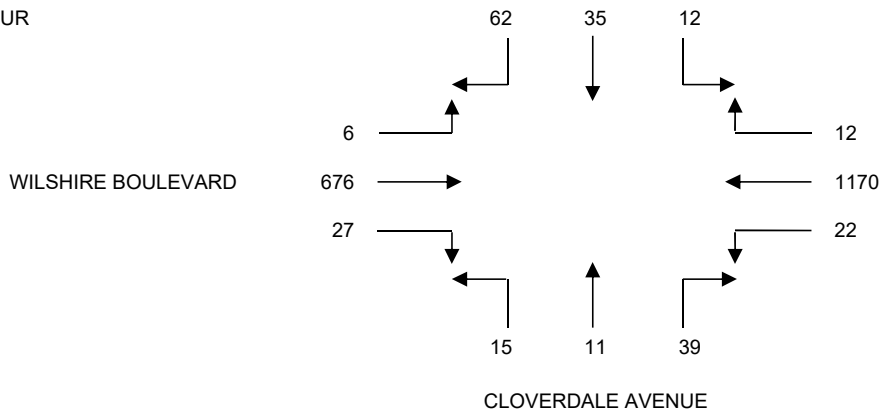 UR 62 35 12
6 12
WILSHIRE BOULEVARD 676 1170
27 22
15 11 39
CLOVERDALE AVENUE